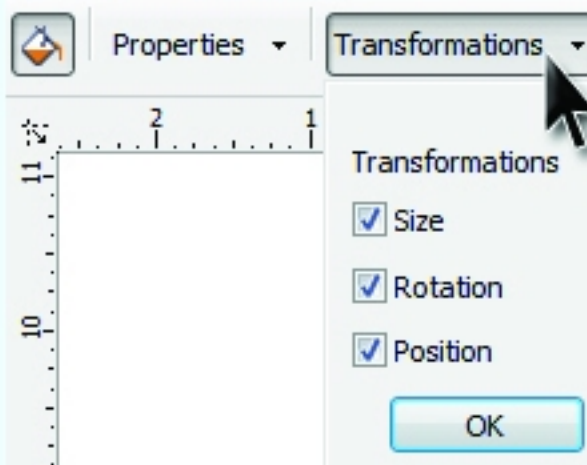 Properties Transformations
2 1
11
Transformations
Size
Rotation
10
Position
OK